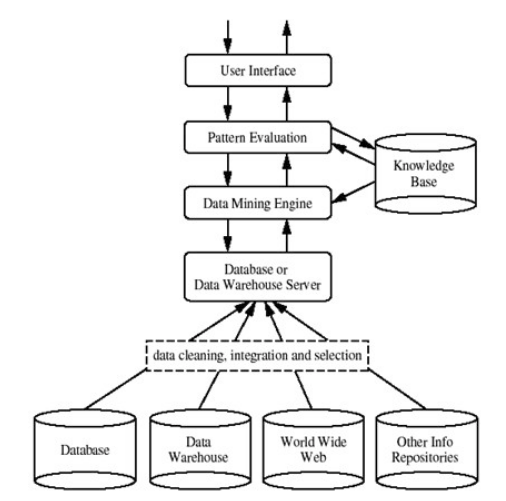 User Interface
Pattern Evaluation
Knowledge
Base
Data Mining Engine
Database or
Data Warehouse Server
data cleaning, integration and selection
Database
Data
Warehouse
World Wide
Web
Other Info
Repositories